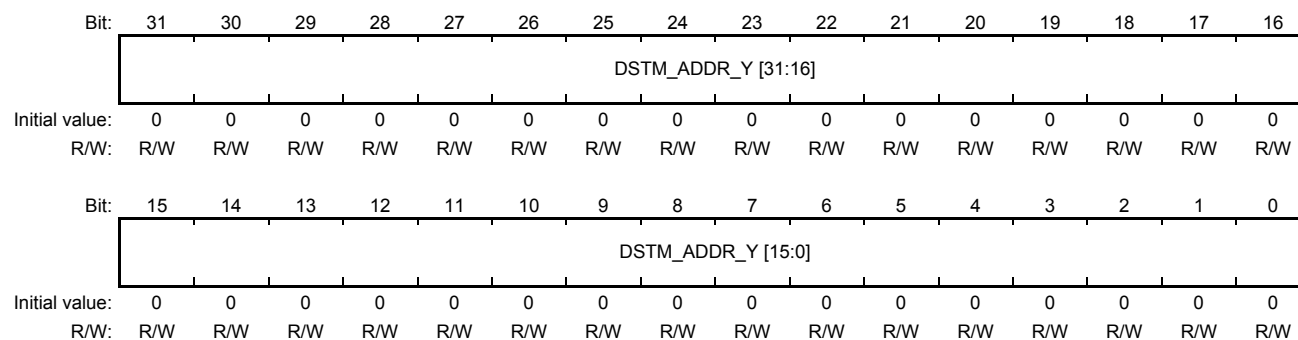 Bit: 31 30 29 28 27 26 25 24 23 22 21 20 19 18 17 16
DSTM_ADDR_Y [31:16]
Initial value: 0 0 0 0 0 0 0 0 0 0 0 0 0 0 0 0
R/W: R/W R/W R/W R/W R/W R/W R/W R/W R/W R/W R/W R/W R/W R/W R/W R/W
Bit: 15 14 13 12 11 10 9 8 7 6 5 4 3 2 1 0
DSTM_ADDR_Y [15:0]
Initial value: 0 0 0 0 0 0 0 0 0 0 0 0 0 0 0 0
R/W: R/W R/W R/W R/W R/W R/W R/W R/W R/W R/W R/W R/W R/W R/W R/W R/W